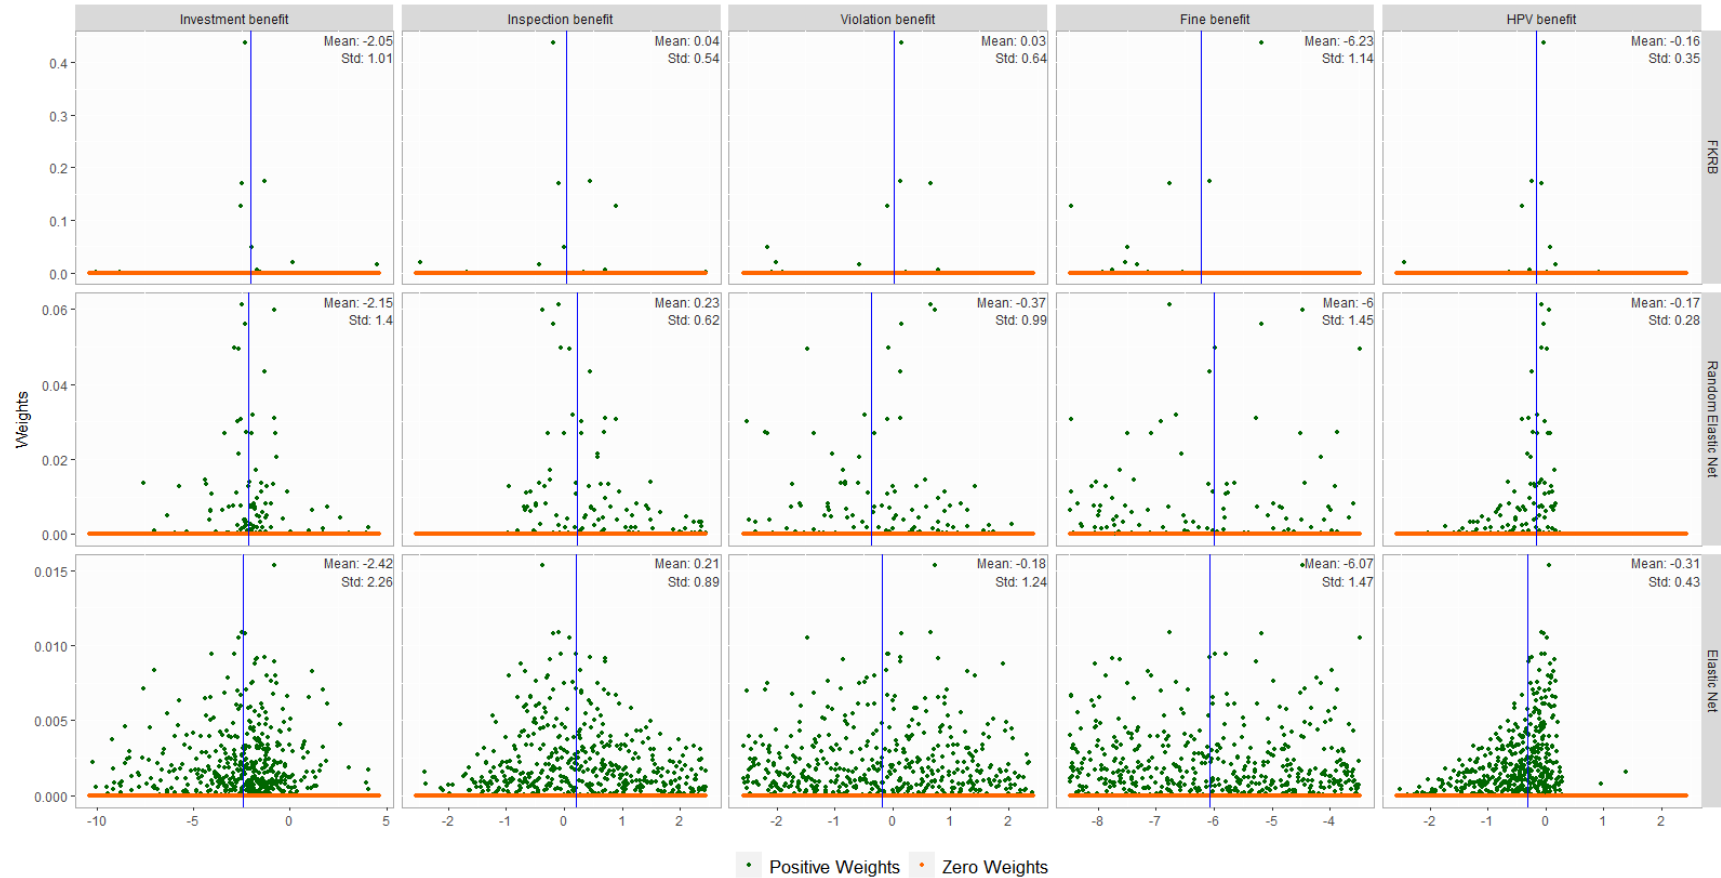 Investment benefit Inspection benefit Violation benefit Fine benefit HPV benefit
Mean: -2.05 Mean: 0.04 Mean: 0.03 Mean: -6.23 Mean: -0.16
Std: 1.01 Std: 0.54 Std: 0.64 Std: 1.14 Std: 0.35
0.4
0.3
0.2
0.1
0.0
FKRB
Mean: -2.15 Mean: 0.23 Mean: -0.37 Mean: -6 Mean: -0.17
Std: 1.4 Std: 0.62 Std: 0.99 Std: 1.45 Std: 0.28
0.06
0.04
0.02
0.00
Random Elastic Net
Weights
Mean: -2.42 Mean: 0.21 Mean: -0.18 Mean: -6.07 Mean: -0.31
Std: 2.26 Std: 0.89 Std: 1.24 Std: 1.47 Std: 0.43
0.015
0.010
0.005
0.000
Elastic Net
-10 -5 0 5 -2 -1 0 1 2 -2 -1 0 1 2 -8 -7 -6 -5 -4 -2 -1 0 1 2
Positive Weights Zero Weights